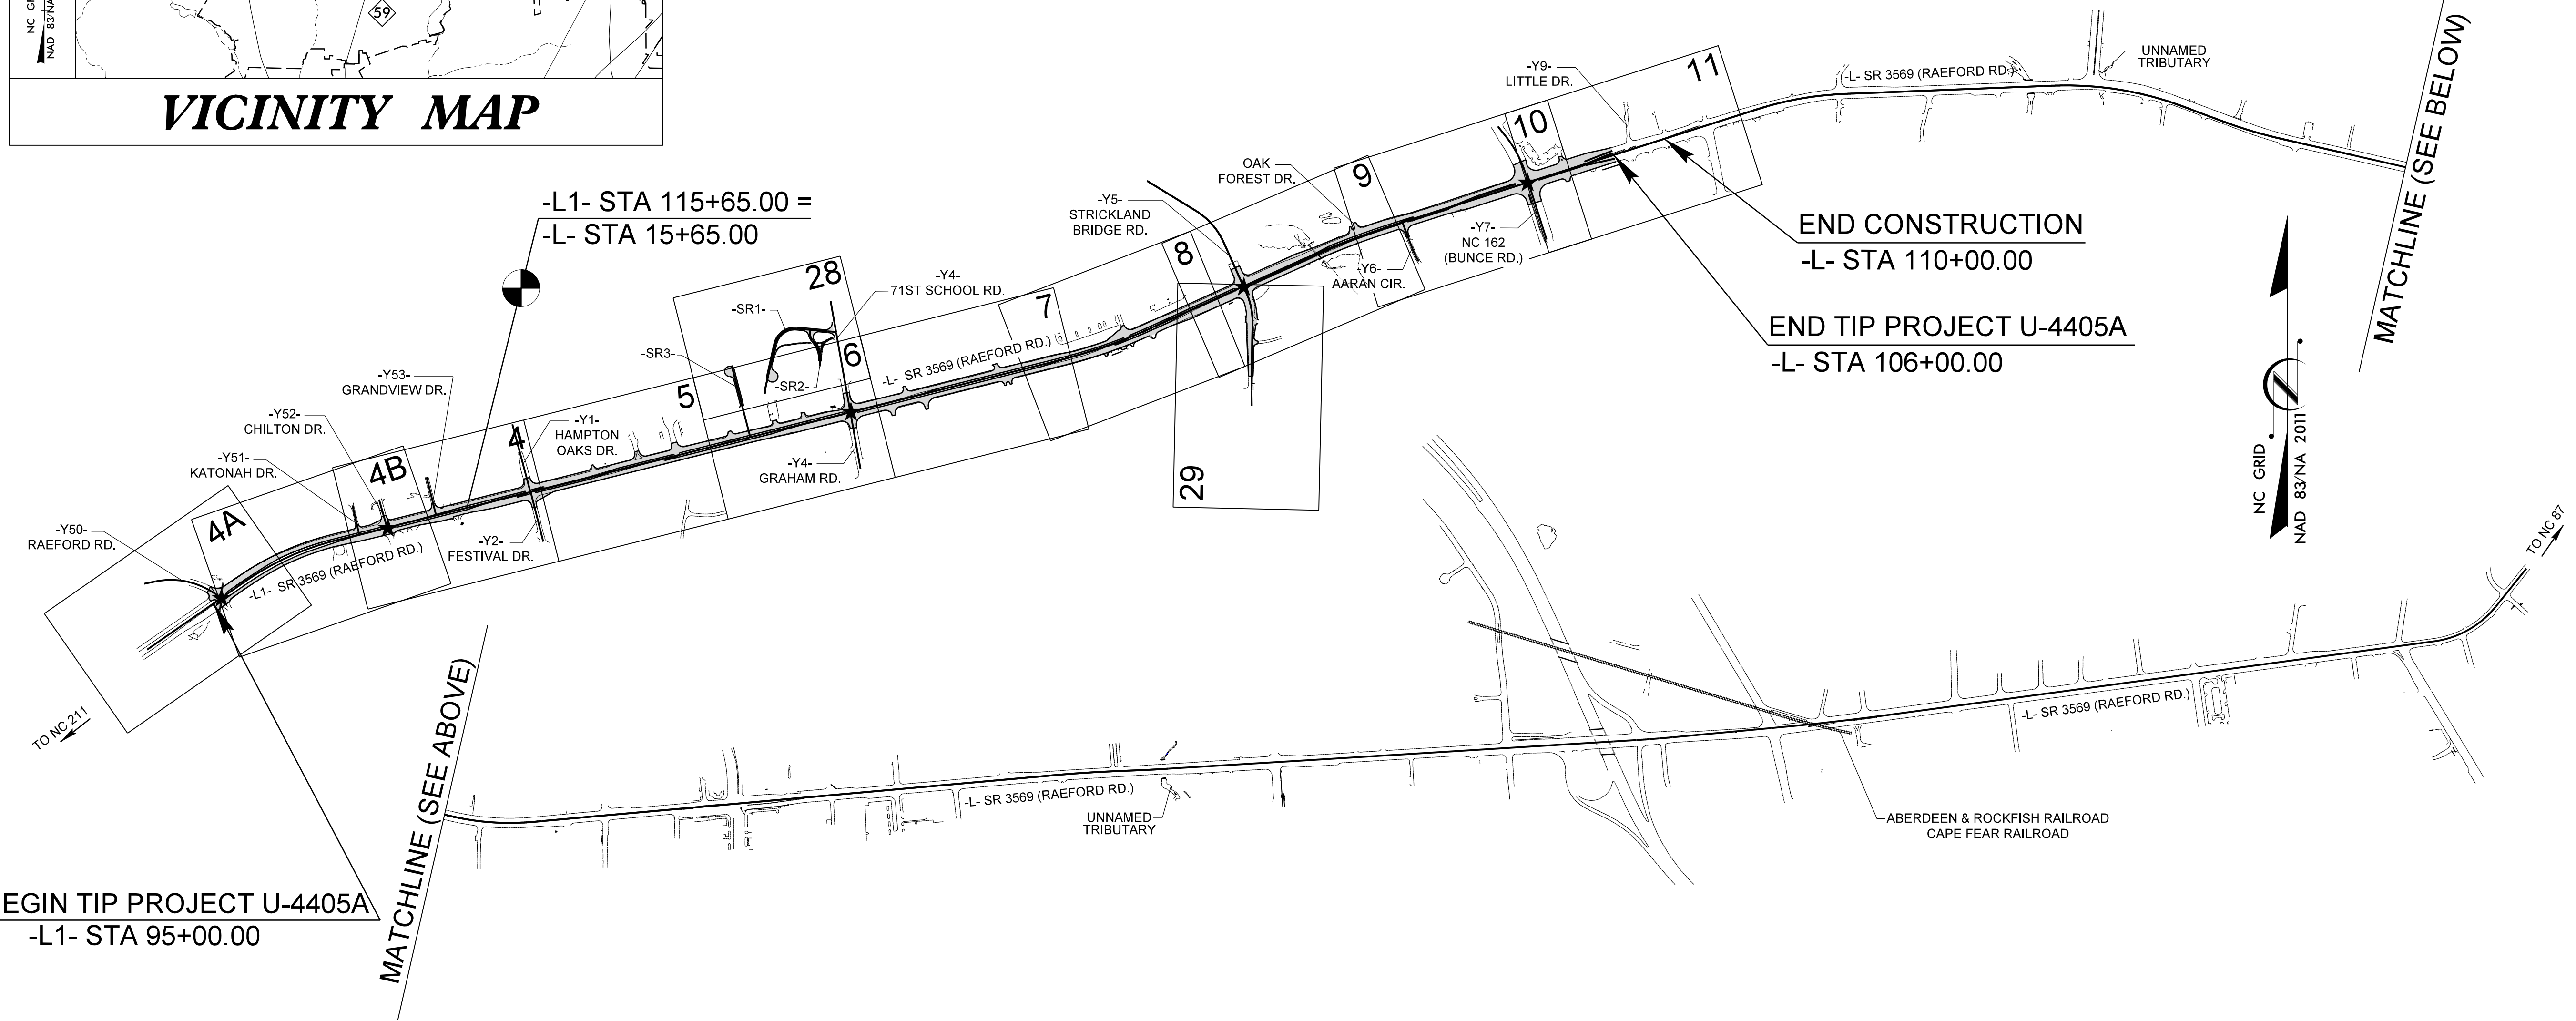 NC GRID
NAD 83/NA
59
VICINITY MAP
-L1- STA 115+65.00 =
-L- STA 15+65.00
-Y9-
LITTLE DR.
11
-L- SR 3569 (RAEFORD RD.)
UNNAMED
TRIBUTARY
MATCHLINE (SEE BELOW)
10
OAK
FOREST DR.
9
-Y5-
STRICKLAND
BRIDGE RD.
8
-Y7-
NC 162
(BUNCE RD.)
-Y6-
AARAN CIR.
END CONSTRUCTION
-L- STA 110+00.00
END TIP PROJECT U-4405A
-L- STA 106+00.00
28
-Y4-
71ST SCHOOL RD.
-SR1-
-SR3-
-SR2-
6
7
-L- SR 3569 (RAEFORD RD.)
5
-Y53-
GRANDVIEW DR.
-Y52-
CHILTON DR.
4
-Y1-
HAMPTON
OAKS DR.
-Y4-
GRAHAM RD.
29
-Y51-
KATONAH DR.
4B
4A
-Y50-
RAEFORD RD.
-Y2-
FESTIVAL DR.
-L1- SR 3569 (RAEFORD RD.)
NC GRID
NAD 83/NA 2011
TO NC 87
TO NC 211
MATCHLINE (SEE ABOVE)
-L- SR 3569 (RAEFORD RD.)
-L- SR 3569 (RAEFORD RD.)
UNNAMED
TRIBUTARY
ABERDEEN & ROCKFISH RAILROAD
CAPE FEAR RAILROAD
EGIN TIP PROJECT U-4405A
-L1- STA 95+00.00